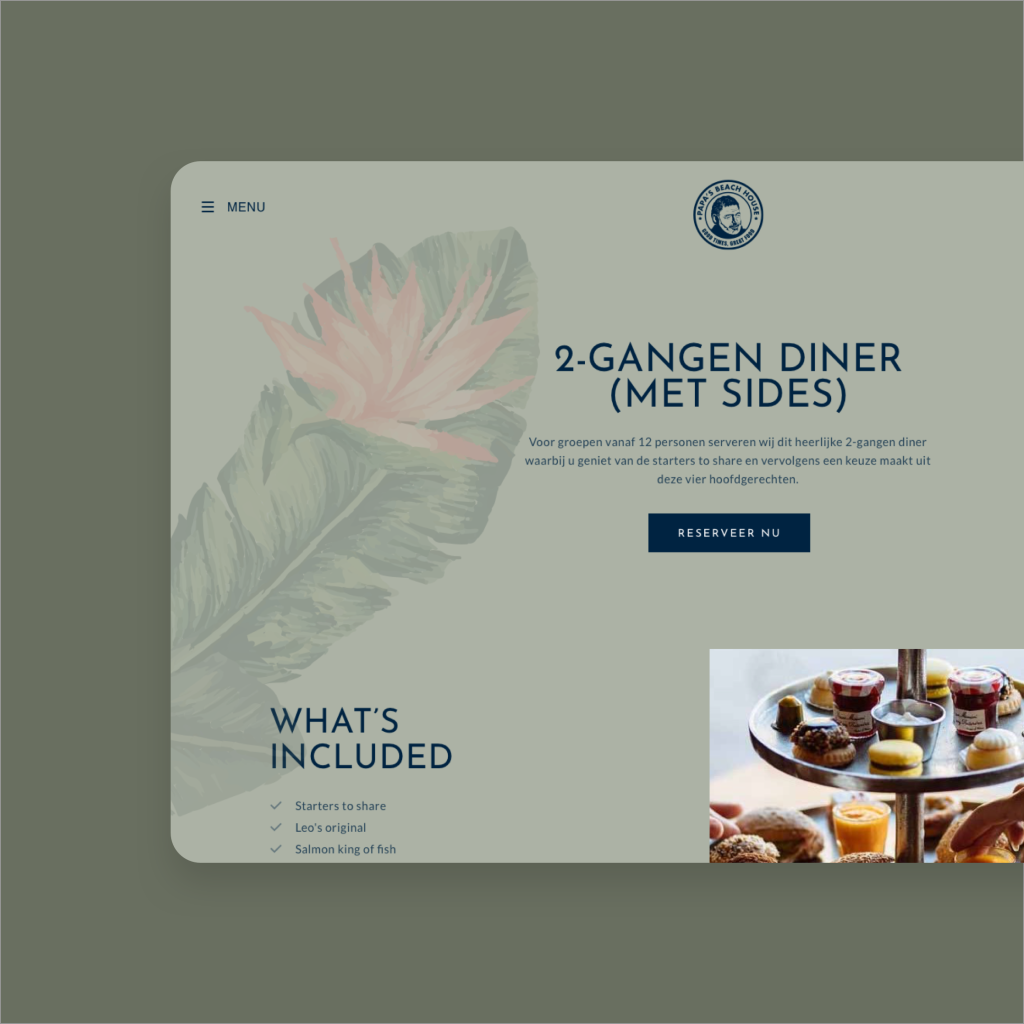 MENU
PAPA'S BEACH HOUSE
GOOD TIMES. GREAT FOOD
2-GANGEN DINER
(MET SIDES)
Voor groepen vanaf 12 personen serveren wij dit heerlijke 2-gangen diner
waarbij u geniet van de starters to share en vervolgens een keuze maakt uit
deze vier hoofdgerechten.
RESERVEER NU
WHAT'S
INCLUDED
Starters to share
Leo's original
Salmon king of fish